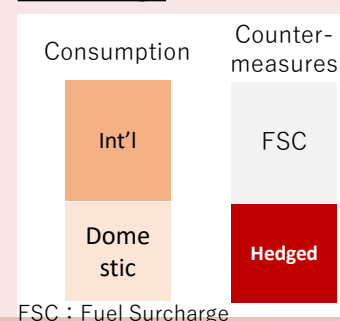 Consumption
Counter-
measures
Int'l
FSC
Dome
stic
Hedged
FSC：Fuel Surcharge